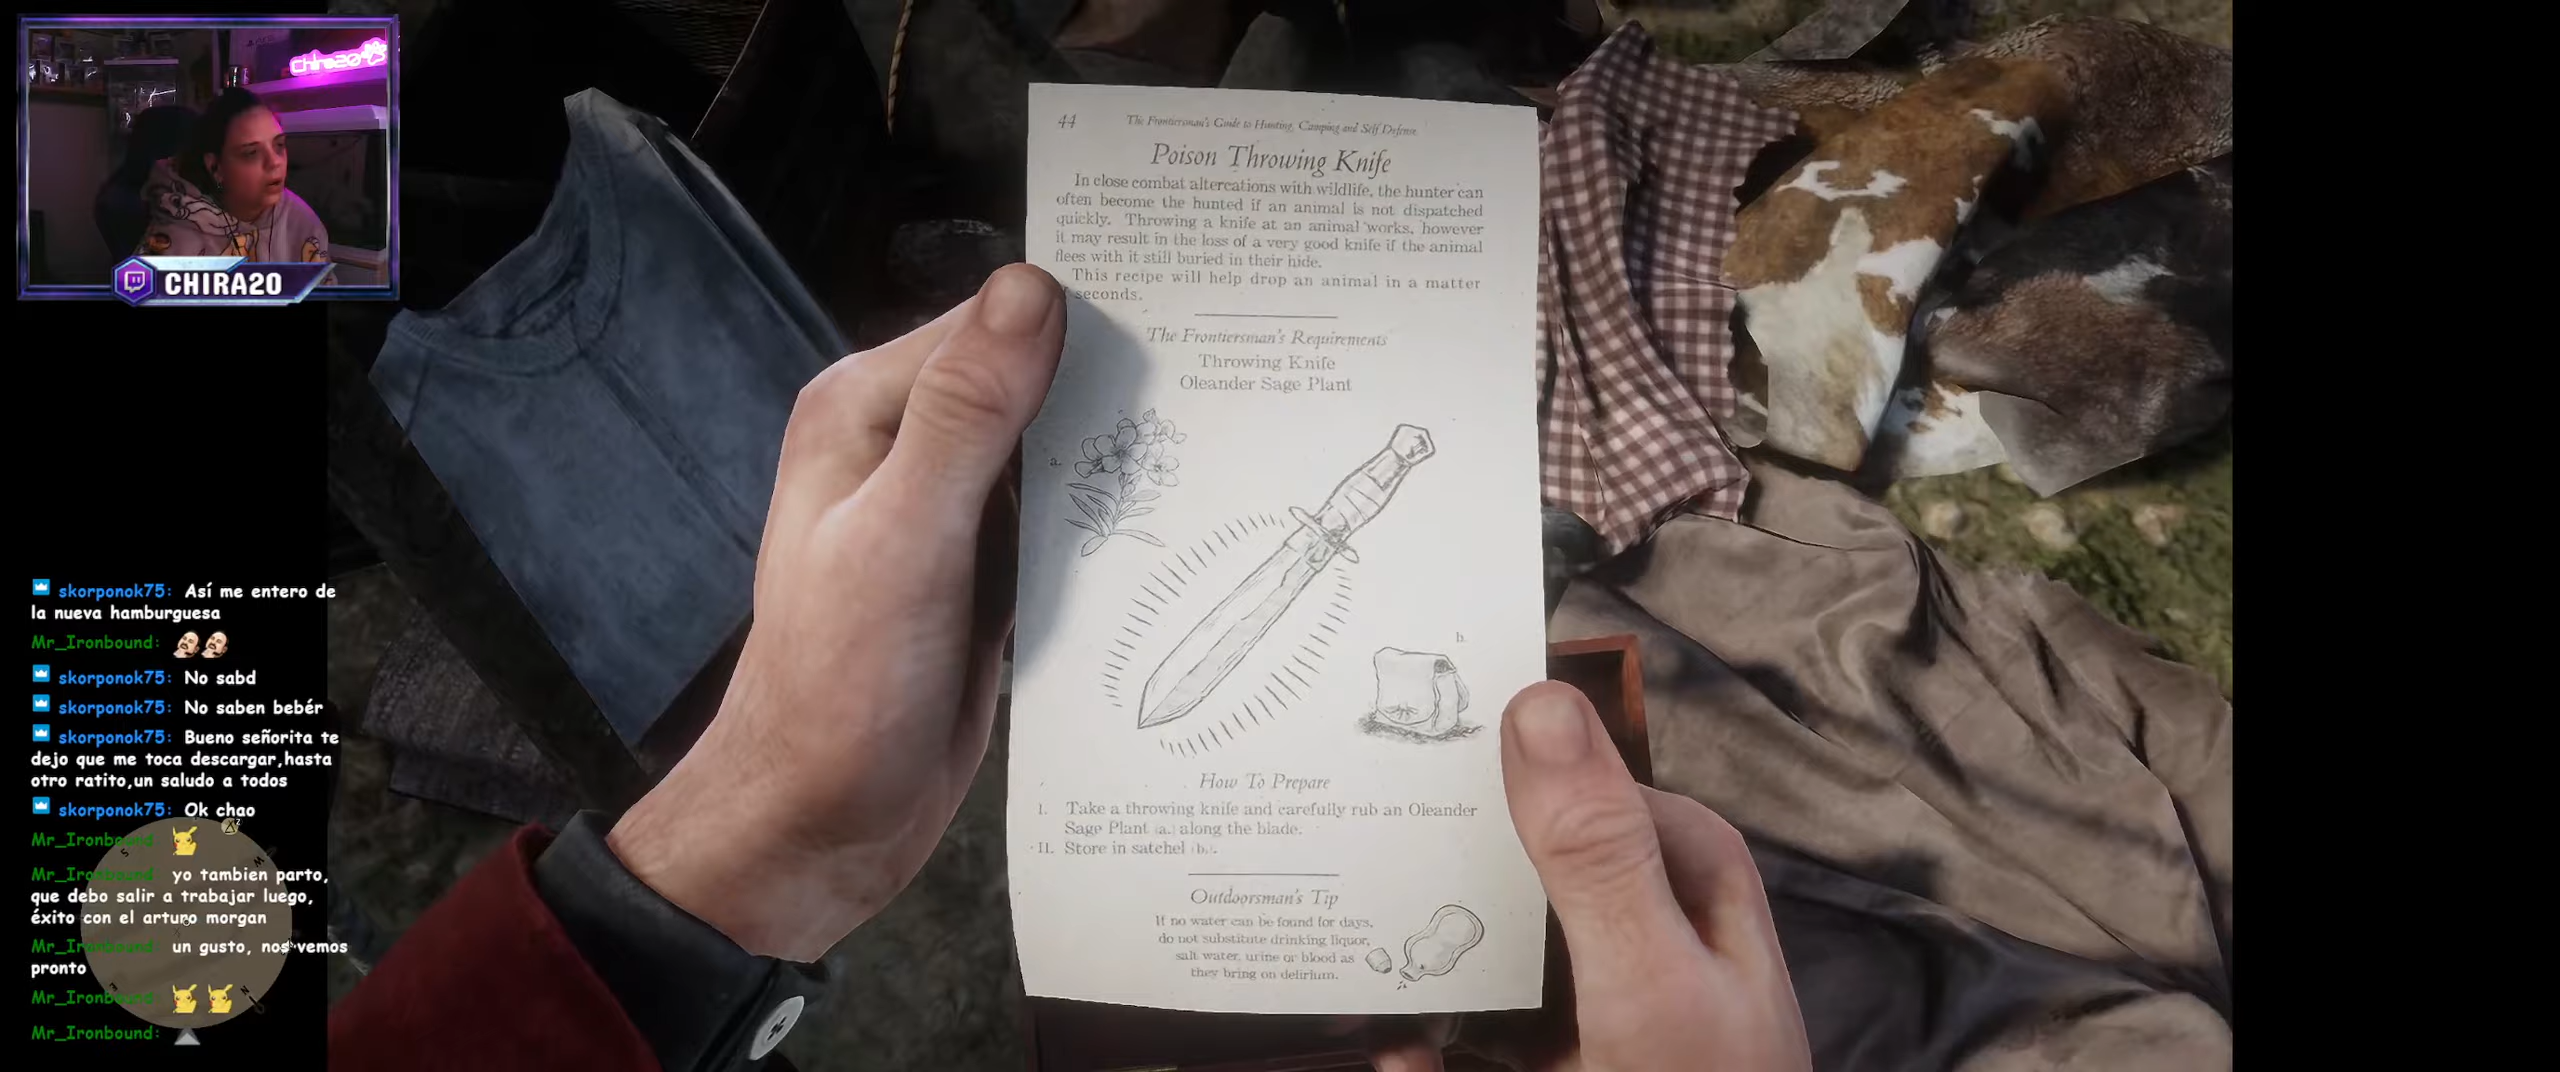 Chira20
CHIRA20
skorponok75: Así me entero de
la nueva hamburguesa
Mr_Ironbound:
skorponok75: No sabd
skorponok75: No saben bebér
skorponok75: Bueno señorita te
dejo que me toca descargar,hasta
otro ratito,un saludo a todos
skorponok75: Ok chao
Mr_Ironbound:
Mr_Ironbound: yo tambien parto,
que debo salir a trabajar luego,
éxito con el arturo morgan
Mr_Ironbound: un gusto, nos vemos
pronto
Mr_Ironbound:
Mr_Ironbound:
S
W
E
N
44
The Frontiersman's Guide to Hunting, Camping and Self Defense
Poison Throwing Knife
In close combat altercations with wildlife, the hunter can
often become the hunted if an animal is not dispatched
quickly. Throwing a knife at an animal works, however
it may result in the loss of a very good knife if the animal
flees with it still buried in their hide.
This recipe will help drop an animal in a matter
seconds.
The Frontiersman's Requirements
Throwing Knife
Oleander Sage Plant
a.
b.
How To Prepare
I. Take a throwing knife and carefully rub an Oleander
Sage Plant (a.) along the blade.
II. Store in satchel (b.).
Outdoorsman's Tip
If no water can be found for days,
do not substitute drinking liquor,
salt water, urine or blood as
they bring on delirium.